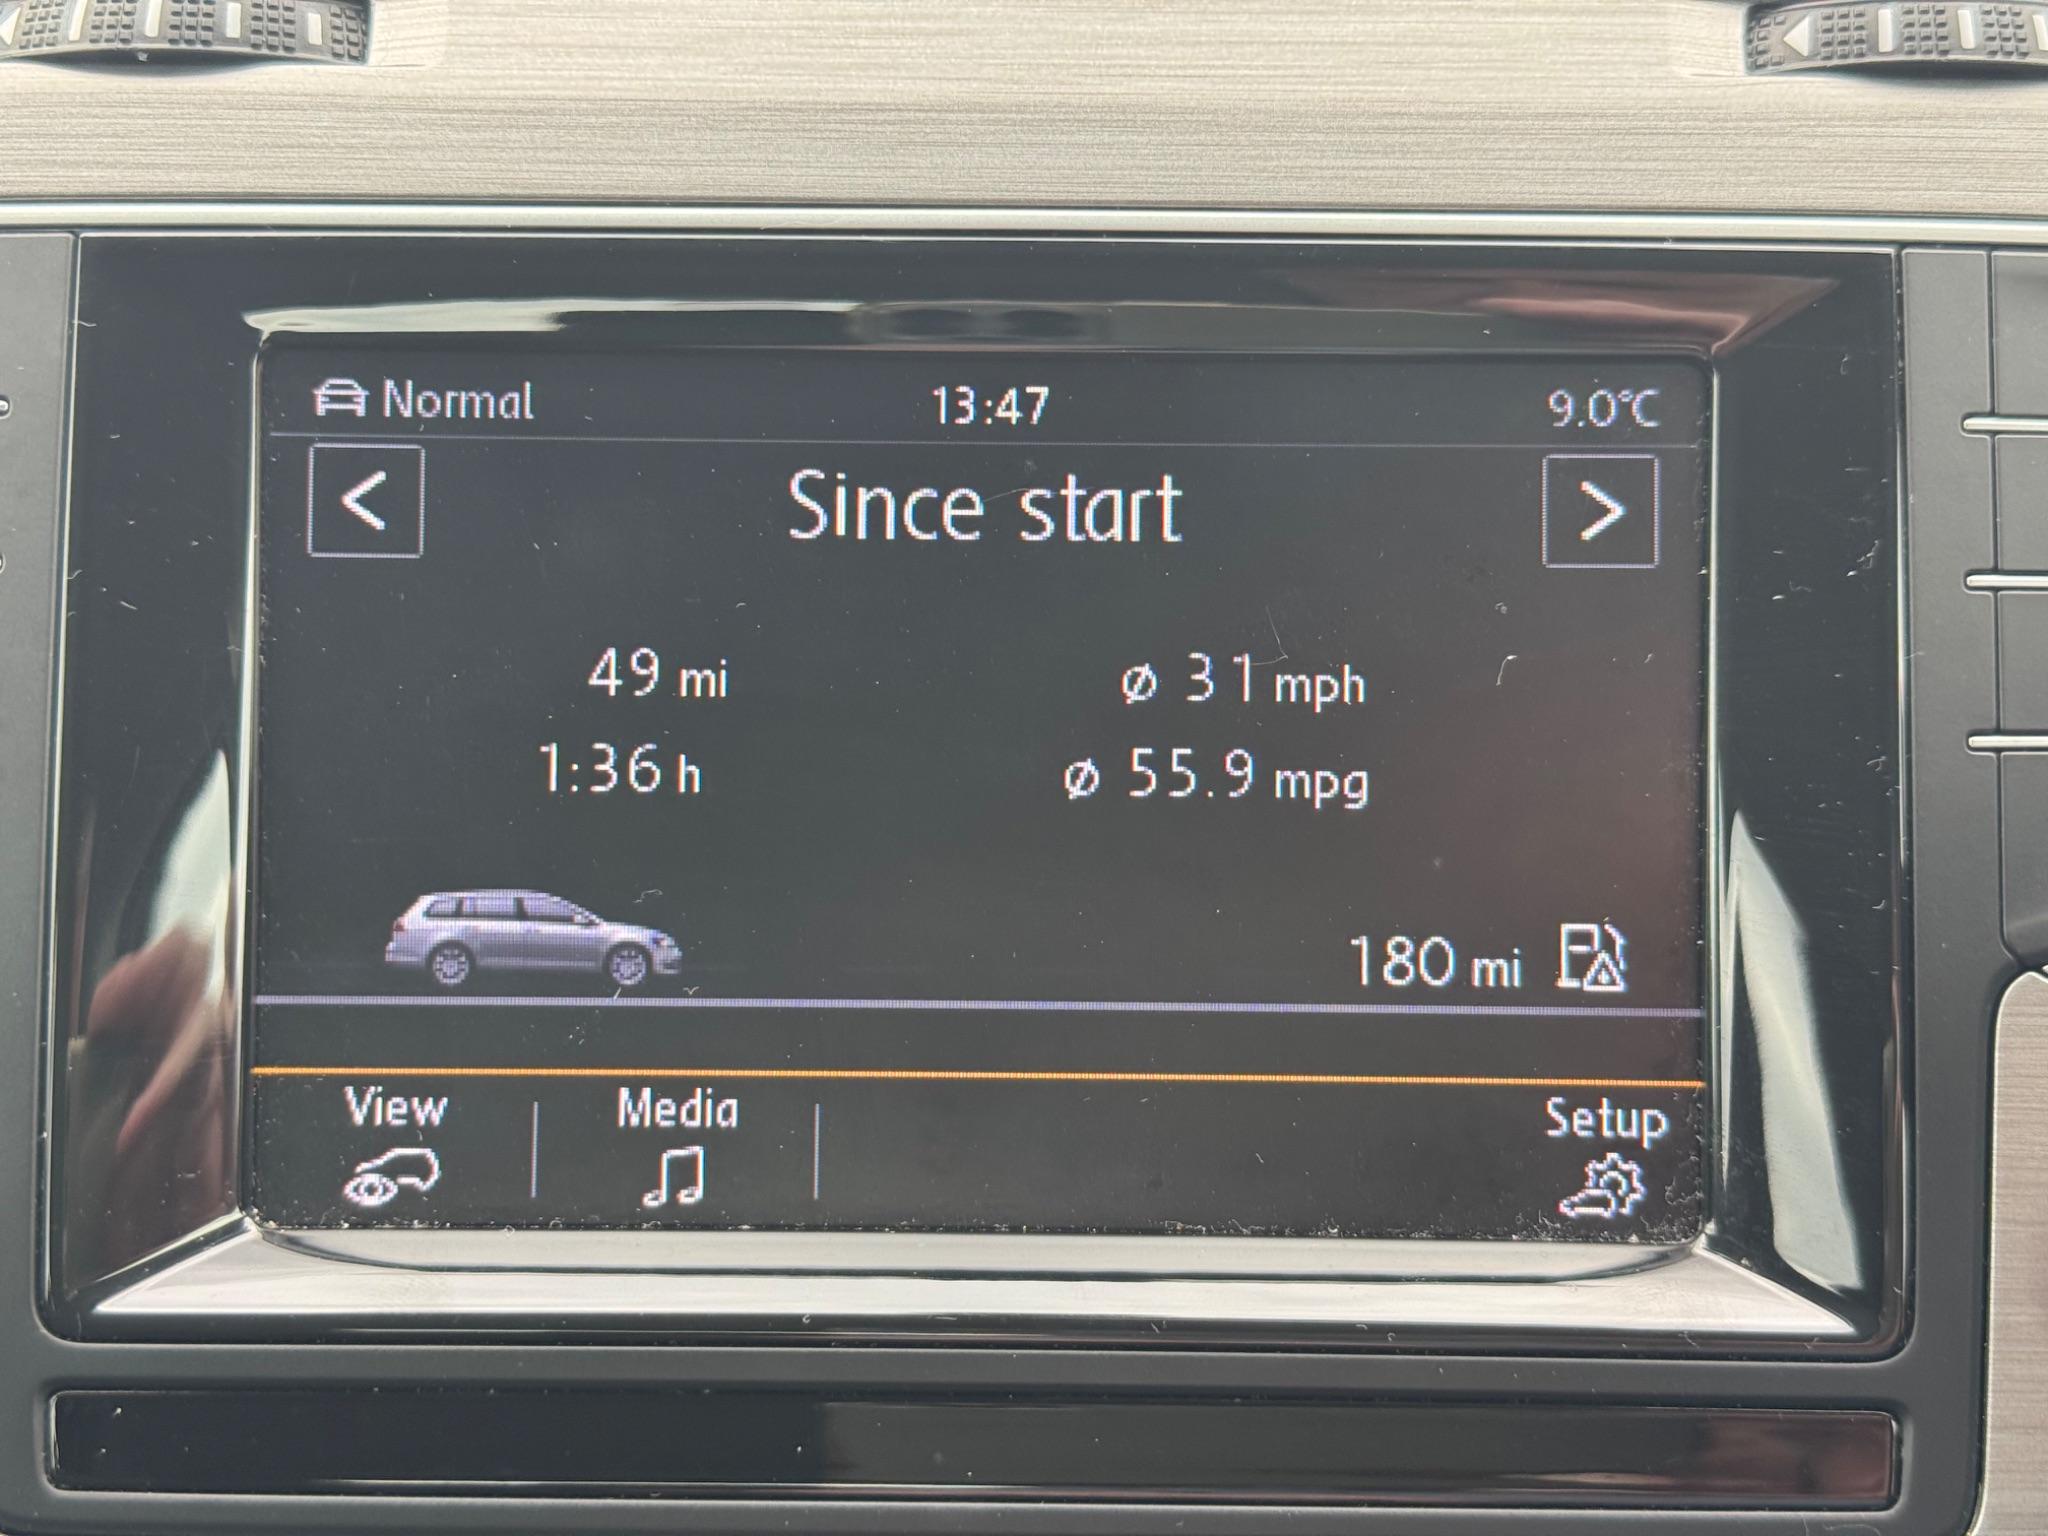 Normal 13:47 9.0°C
< Since start >
49 mi ⌀ 31 mph
1:36 h ⌀ 55.9 mpg
180 mi
View Media Setup